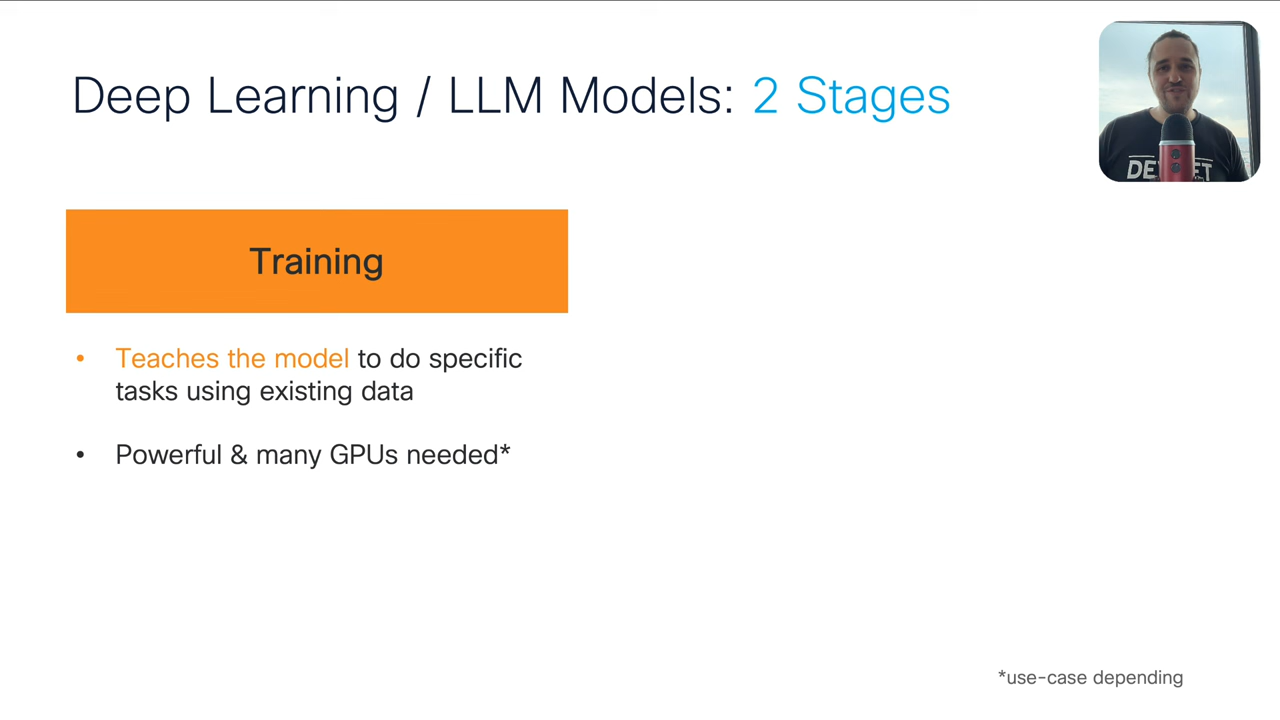 Deep Learning / LLM Models: 2 Stages
Training
• Teaches the model to do specific
tasks using existing data
• Powerful & many GPUs needed*
*use-case depending